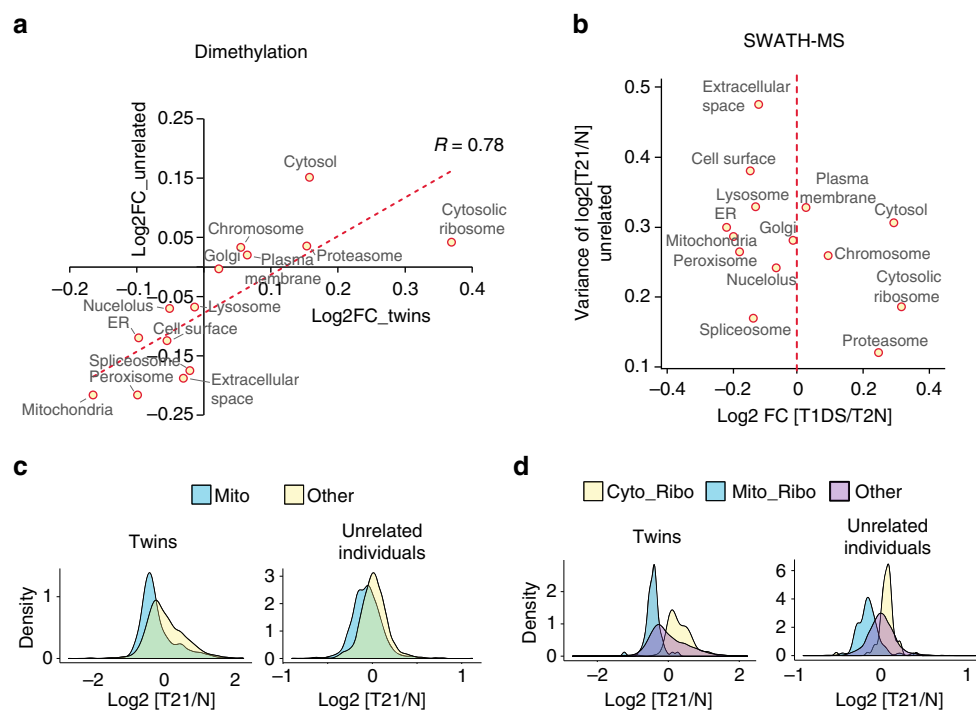 a
Dimethylation
Log2FC_unrelated
0.25
0.15
0.05
−0.05
−0.15
−0.25
R = 0.78
Cytosol
Cytosolic
ribosome
Chromosome
Golgi
Plasma
membrane
Proteasome
−0.2
−0.1
0.1
0.2
0.3
0.4
Log2FC_twins
Nucelolus
Lysosome
ER
Cell surface
Spliceosome
Peroxisome
Extracellular
space
Mitochondria
b
SWATH-MS
Variance of log2[T21/N]
unrelated
0.5
0.4
0.3
0.2
0.1
Extracellular
space
Cell surface
Lysosome
Plasma
membrane
ER
Golgi
Cytosol
Mitochondria
Peroxisome
Nucelolus
Chromosome
Cytosolic
ribosome
Spliceosome
Proteasome
−0.4
−0.2
0
0.2
0.4
Log2 FC [T1DS/T2N]
c
Mito
Other
Twins
Density
1
0
−2
0
2
Log2 [T21/N]
Unrelated
individuals
3
2
1
0
−1
0
1
Log2 [T21/N]
d
Cyto_Ribo
Mito_Ribo
Other
Twins
Density
2
1
0
−2
0
2
Log2 [T21/N]
Unrelated
individuals
6
4
2
0
−1
0
1
Log2 [T21/N]